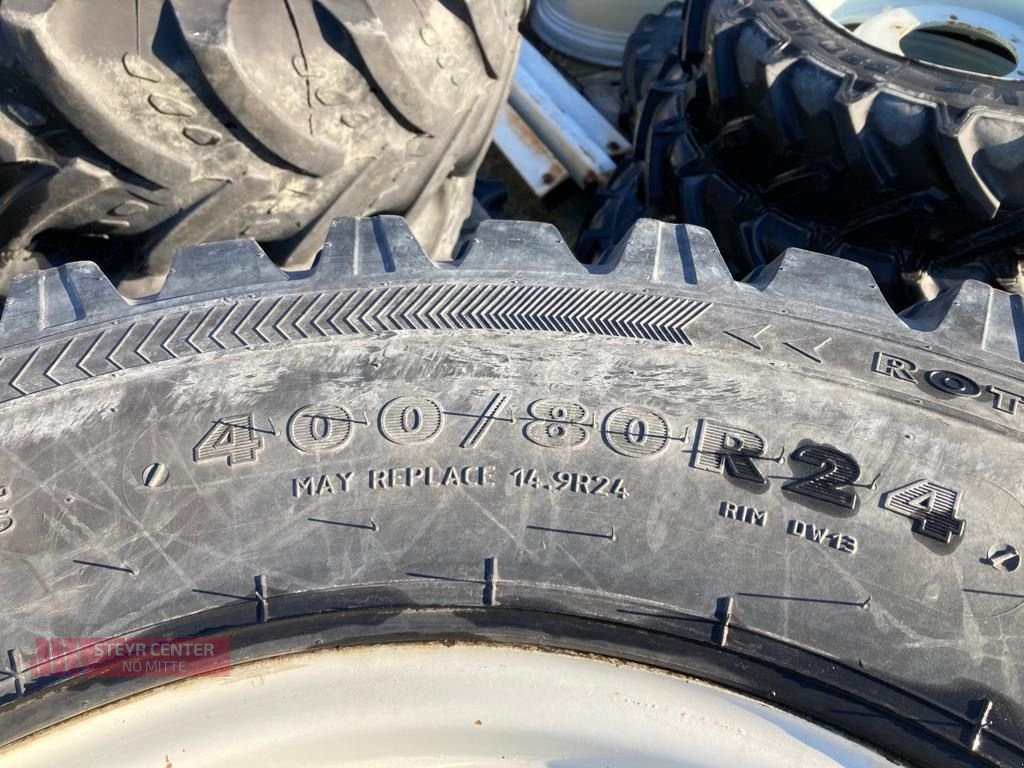 ROT
400/80R24
MAY REPLACE 14.9R24
RIM DW13
STEYR CENTER
NÖ MITTE